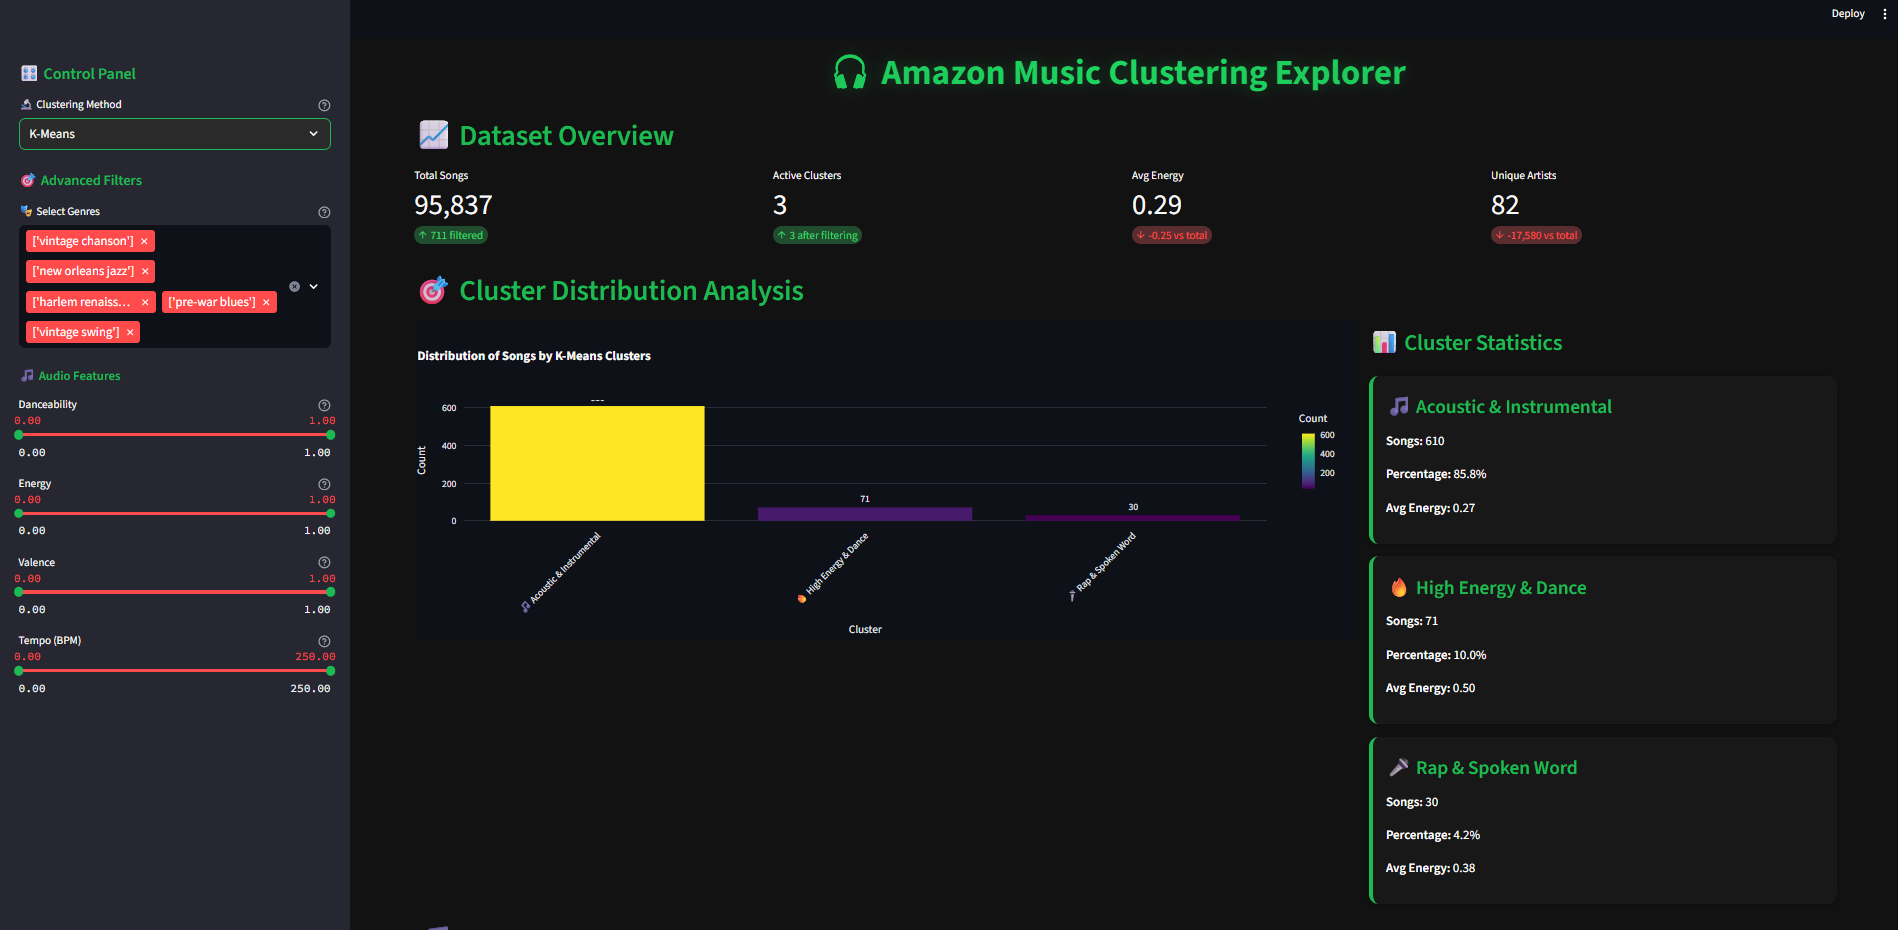 Deploy
Control Panel
Clustering Method
K-Means
Advanced Filters
Select Genres
['vintage chanson'] ×
['new orleans jazz'] ×
['harlem renaiss... × ['pre-war blues'] ×
['vintage swing'] ×
Audio Features
Danceability
0.00 1.00
0.00 1.00
Energy
0.00 1.00
0.00 1.00
Valence
0.00 1.00
0.00 1.00
Tempo (BPM)
0.00 250.00
0.00 250.00
Amazon Music Clustering Explorer
Dataset Overview
Total Songs
95,837
↑ 711 filtered
Active Clusters
3
↑ 3 after filtering
Avg Energy
0.29
↓ -0.25 vs total
Unique Artists
82
↓ -17,580 vs total
Cluster Distribution Analysis
Distribution of Songs by K-Means Clusters
Count
600
400
200
0
71
30
Acoustic & Instrumental
High Energy & Dance
Rap & Spoken Word
Cluster
Count
600
400
200
Cluster Statistics
Acoustic & Instrumental
Songs: 610
Percentage: 85.8%
Avg Energy: 0.27
High Energy & Dance
Songs: 71
Percentage: 10.0%
Avg Energy: 0.50
Rap & Spoken Word
Songs: 30
Percentage: 4.2%
Avg Energy: 0.38